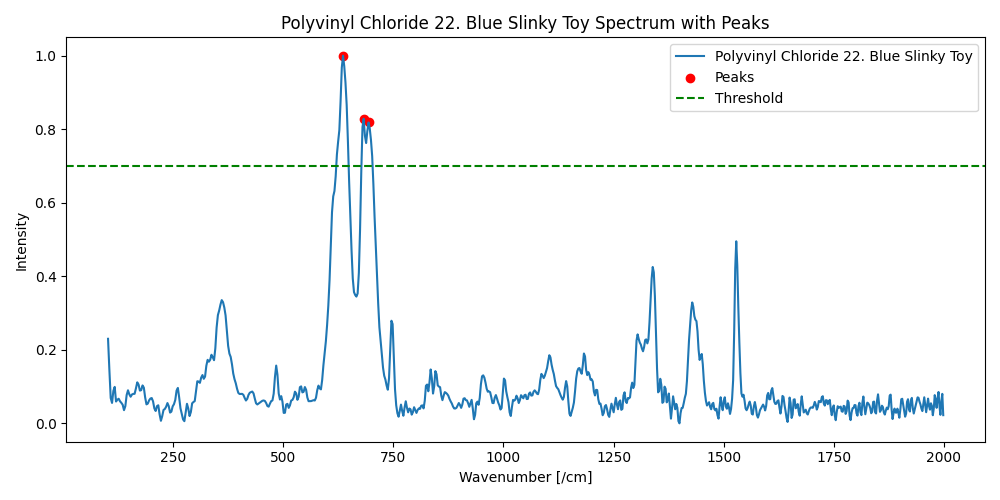 Polyvinyl Chloride 22. Blue Slinky Toy Spectrum with Peaks
Polyvinyl Chloride 22. Blue Slinky Toy
Peaks
Threshold
1.0
0.8
0.6
0.4
0.2
0.0
Intensity
250 500 750 1000 1250 1500 1750 2000
Wavenumber [/cm]